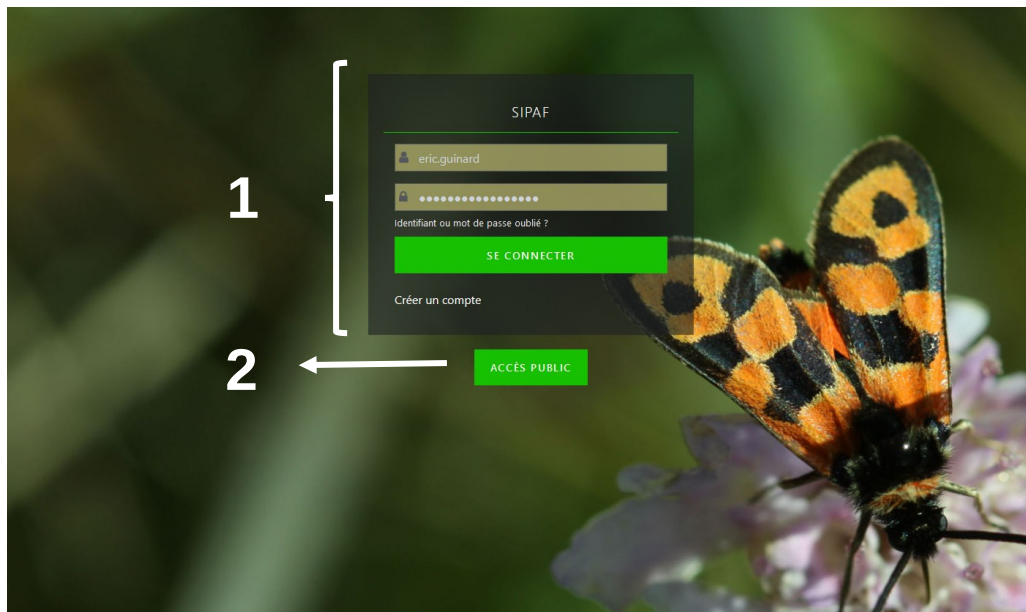 SIPAF
eric.guinard
●●●●●●●●●●●●●●●●●
Identifiant ou mot de passe oublié ?
SE CONNECTER
Créer un compte
1
2
ACCÈS PUBLIC